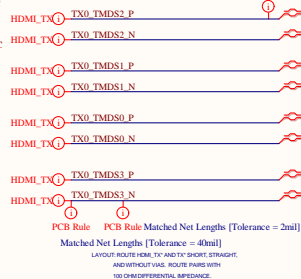 HDMI_TX i TX0_TMDS2_P
HDMI_TX i TX0_TMDS2_N
HDMI_TX i TX0_TMDS1_P
HDMI_TX i TX0_TMDS1_N
HDMI_TX i TX0_TMDS0_P
HDMI_TX i TX0_TMDS0_N
HDMI_TX i TX0_TMDS3_P
HDMI_TX i TX0_TMDS3_N
i i
PCB Rule PCB Rule Matched Net Lengths [Tolerance = 2mil]
Matched Net Lengths [Tolerance = 40mil]
LAYOUT: ROUTE HDMI_TX* AND TX* SHORT, STRAIGHT,
AND WITHOUT VIAS. ROUTE PAIRS WITH
100 OHM DIFFERENTIAL IMPEDANCE.